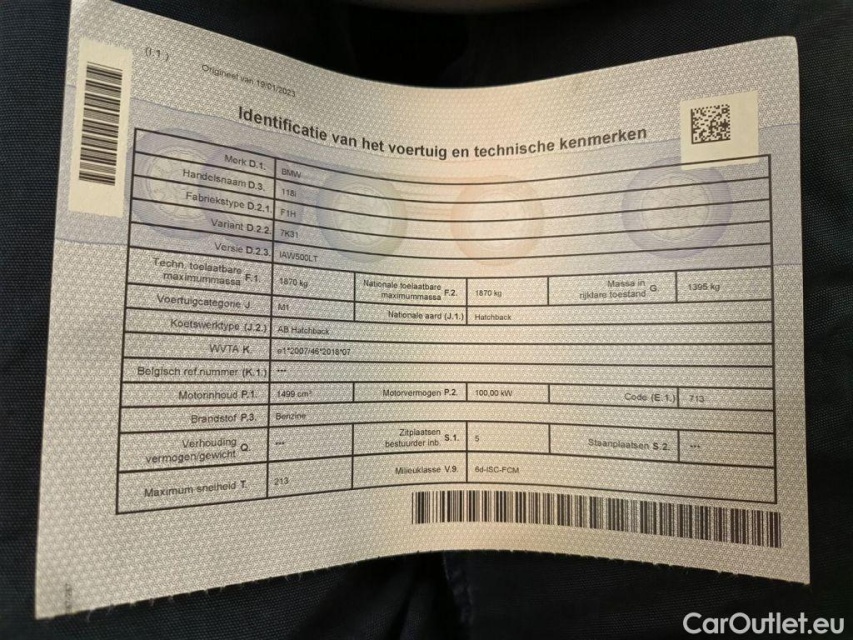 (I.1.)
Origineel van 19/01/2023
Identificatie van het voertuig en technische kenmerken
Merk D.1. BMW
Handelsnaam D.3. 118i
Fabriekstype D.2.1. F1H
Variant D.2.2. 7K31
Versie D.2.3. IAW500LT
Techn. toelaatbare maximummassa F.1. 1870 kg Nationale toelaatbare maximummassa F.2. 1870 kg Massa in rijklare toestand G. 1395 kg
Voertuigcategorie J. M1 Nationale aard (J.1.) Hatchback
Koetswerktype (J.2.) AB Hatchback
WVTA K. e1*2007/46*2018*07
Belgisch ref.nummer (K.1.) ---
Motorinhoud P.1. 1499 cm³ Motorvermogen P.2. 100,00 kW Code (E.1.) 713
Brandstof P.3. Benzine
Verhouding vermogen/gewicht Q. --- Zitplaatsen bestuurder inb. S.1. 5 Staanplaatsen S.2. ---
Maximum snelheid T. 213 Milieuklasse V.9. 6d-ISC-FCM
CarOutlet.eu